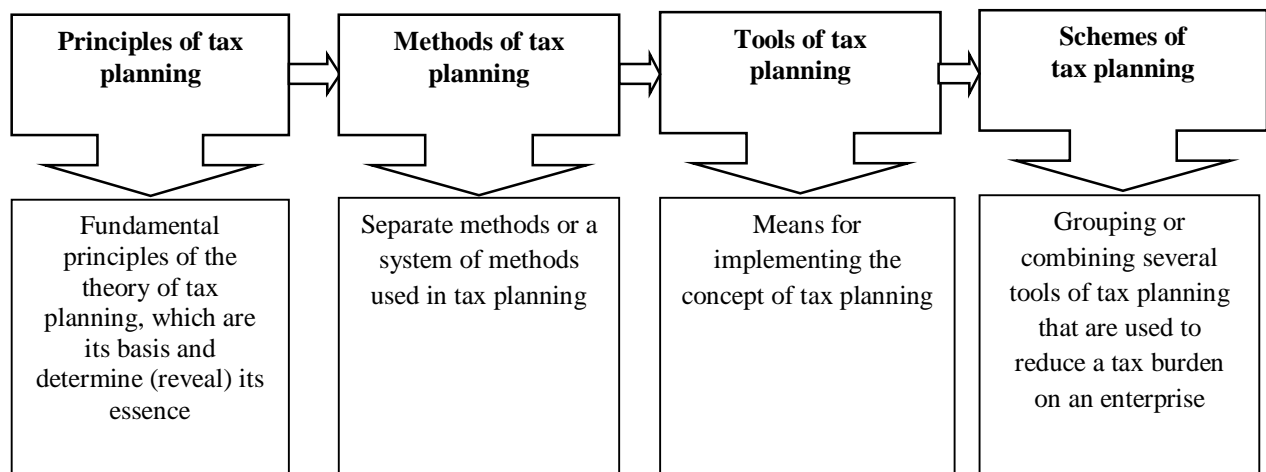 Principles of tax
planning
Methods of tax
planning
Tools of tax
planning
Schemes of
tax planning
Fundamental
principles of the
theory of tax
planning, which are
its basis and
determine (reveal) its
essence
Separate methods or a
system of methods
used in tax planning
Means for
implementing the
concept of tax planning
Grouping or
combining several
tools of tax planning
that are used to
reduce a tax burden
on an enterprise